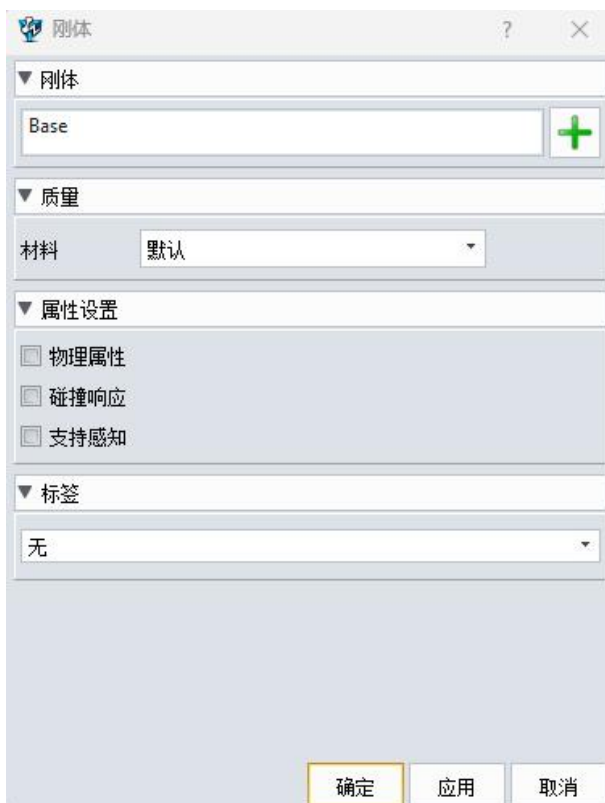 刚体
刚体
Base
质量
材料 默认
属性设置
物理属性
碰撞响应
支持感知
标签
无
确定 应用 取消